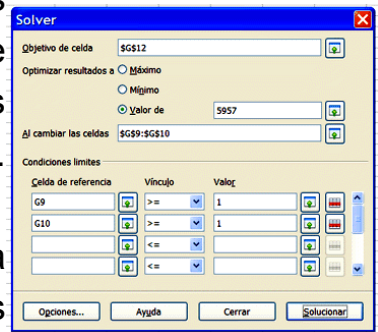 Solver
Objetivo de celda $G$12
Optimizar resultados a Máximo
Mínimo
Valor de 5957
Al cambiar las celdas $G$9:$G$10
Condiciones limites
Celda de referencia Vínculo Valor
G9 >= 1
G10 >= 1
<=
<=
Opciones... Ayuda Cerrar Solucionar